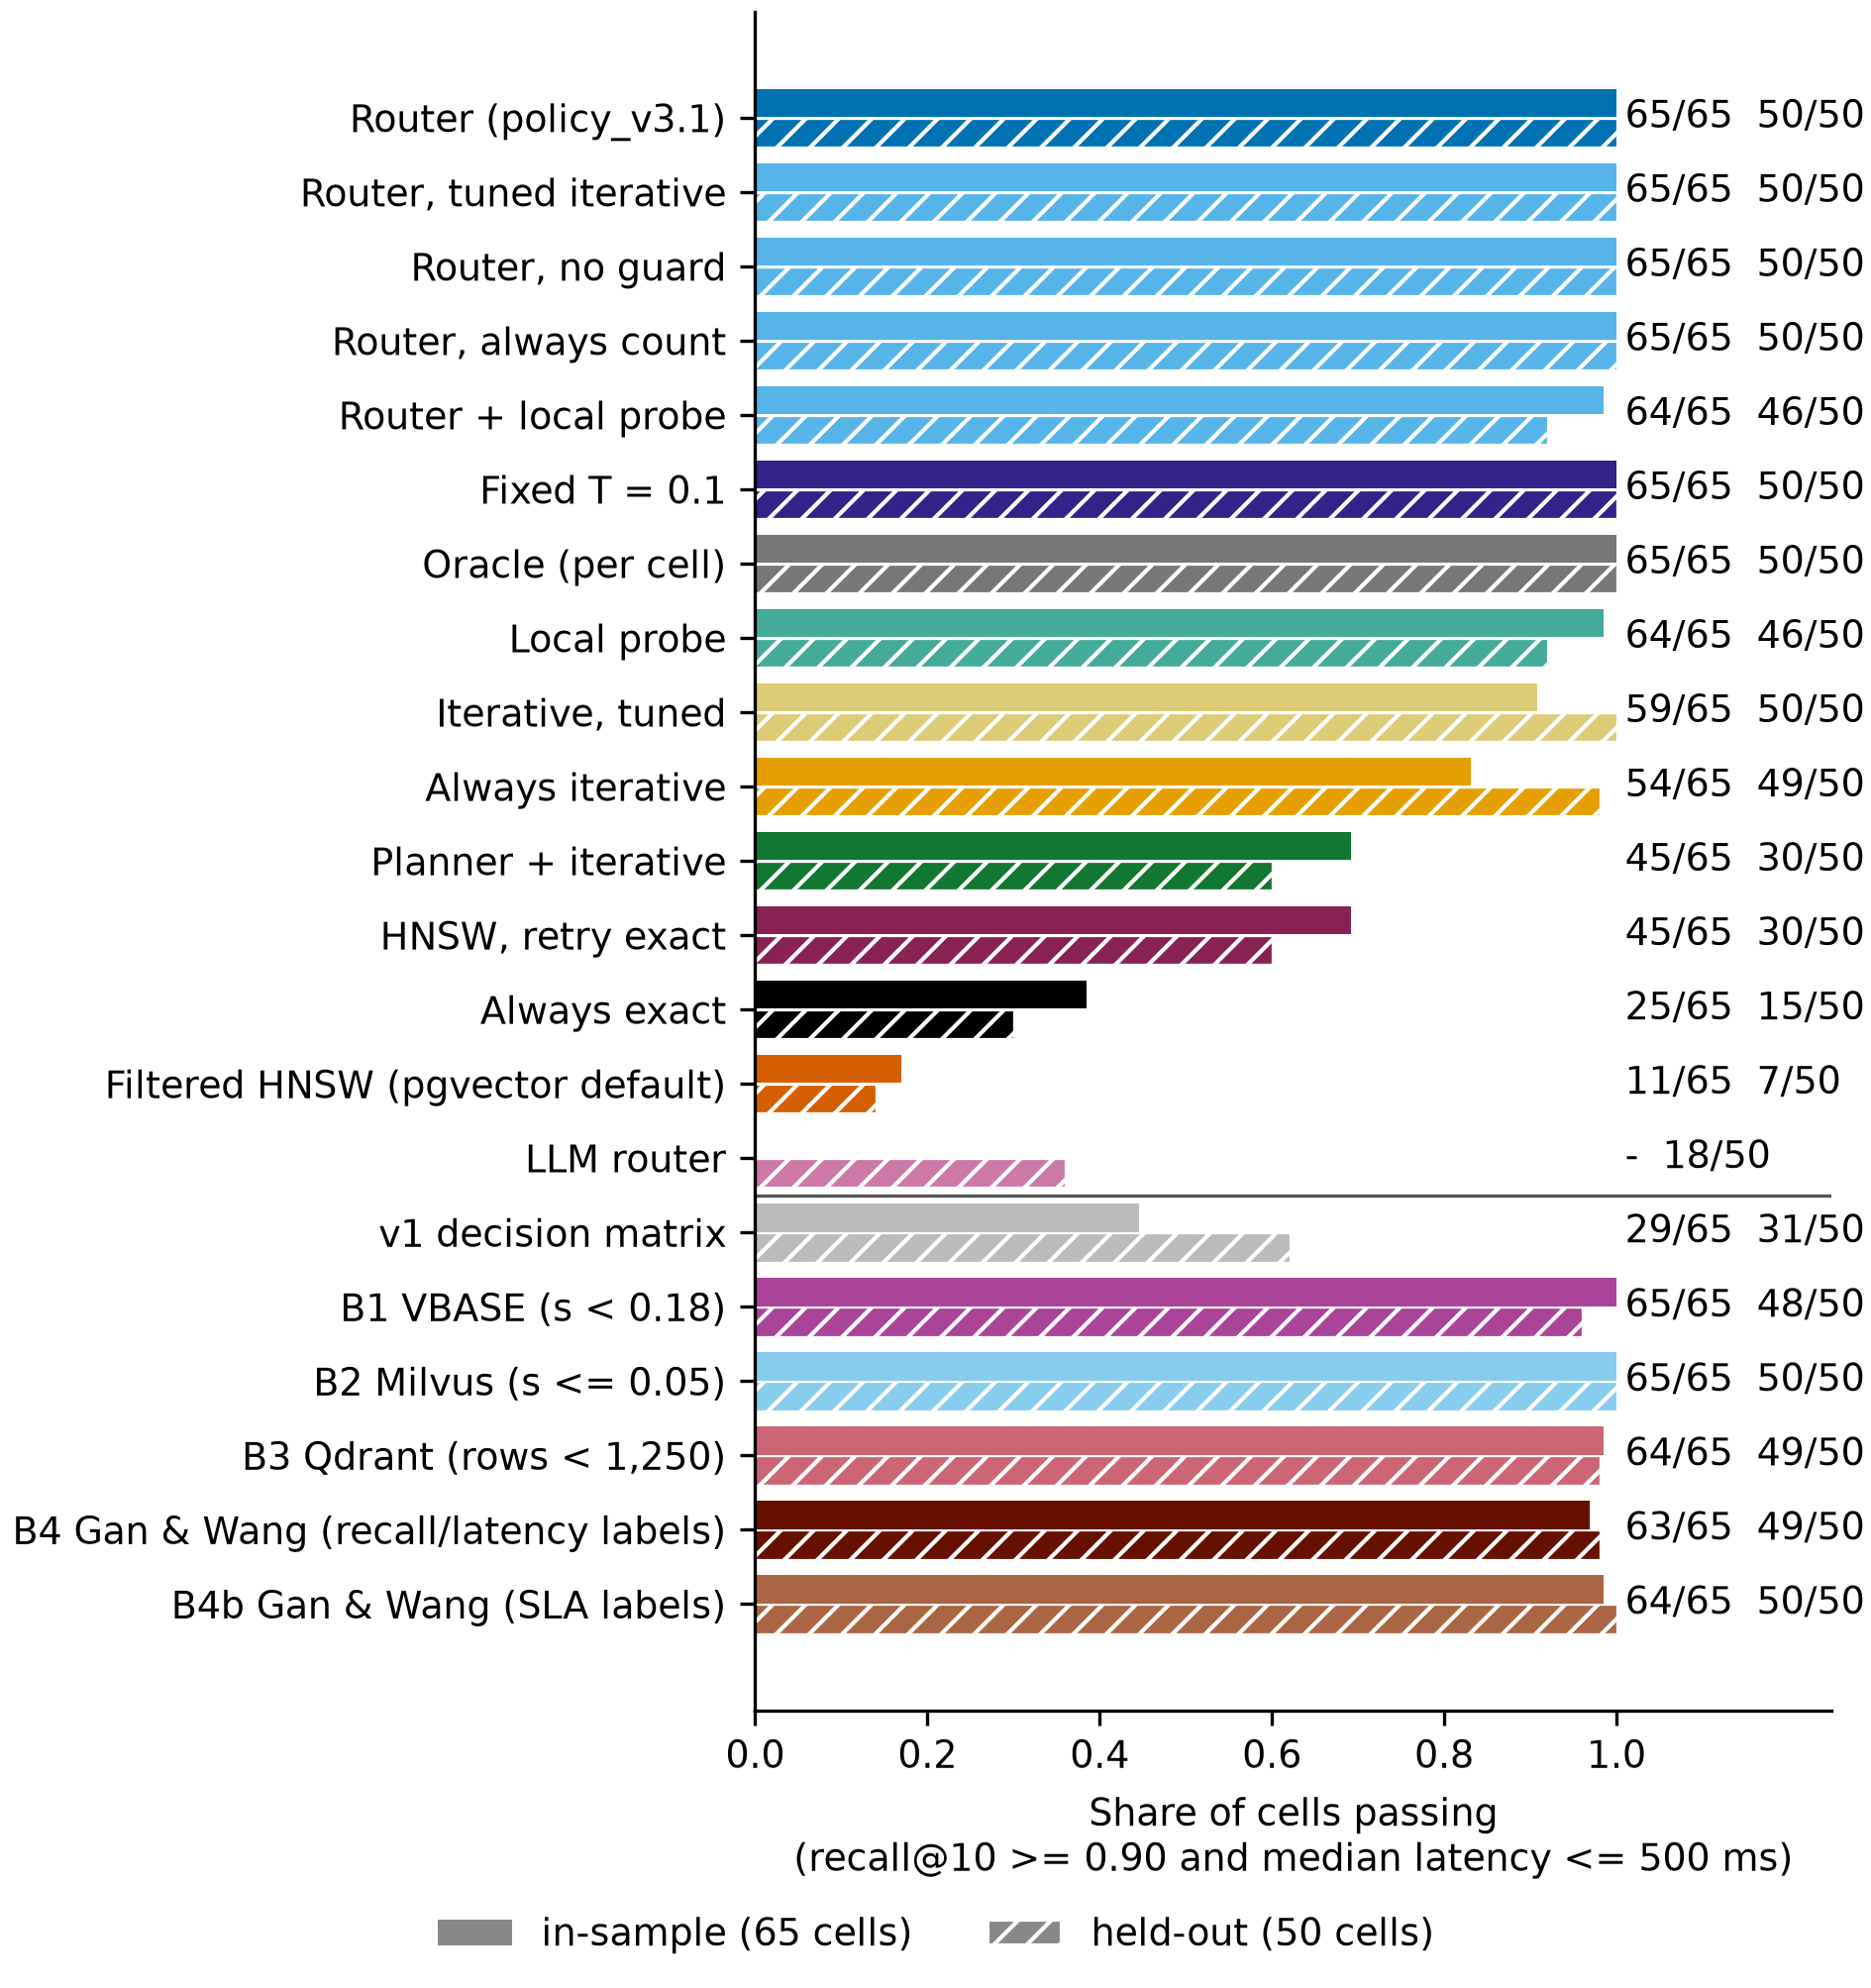 Router (policy_v3.1) 65/65 50/50
Router, tuned iterative 65/65 50/50
Router, no guard 65/65 50/50
Router, always count 65/65 50/50
Router + local probe 64/65 46/50
Fixed T = 0.1 65/65 50/50
Oracle (per cell) 65/65 50/50
Local probe 64/65 46/50
Iterative, tuned 59/65 50/50
Always iterative 54/65 49/50
Planner + iterative 45/65 30/50
HNSW, retry exact 45/65 30/50
Always exact 25/65 15/50
Filtered HNSW (pgvector default) 11/65 7/50
LLM router - 18/50
v1 decision matrix 29/65 31/50
B1 VBASE (s < 0.18) 65/65 48/50
B2 Milvus (s <= 0.05) 65/65 50/50
B3 Qdrant (rows < 1,250) 64/65 49/50
B4 Gan & Wang (recall/latency labels) 63/65 49/50
B4b Gan & Wang (SLA labels) 64/65 50/50
0.0 0.2 0.4 0.6 0.8 1.0
Share of cells passing
(recall@10 >= 0.90 and median latency <= 500 ms)
in-sample (65 cells) held-out (50 cells)